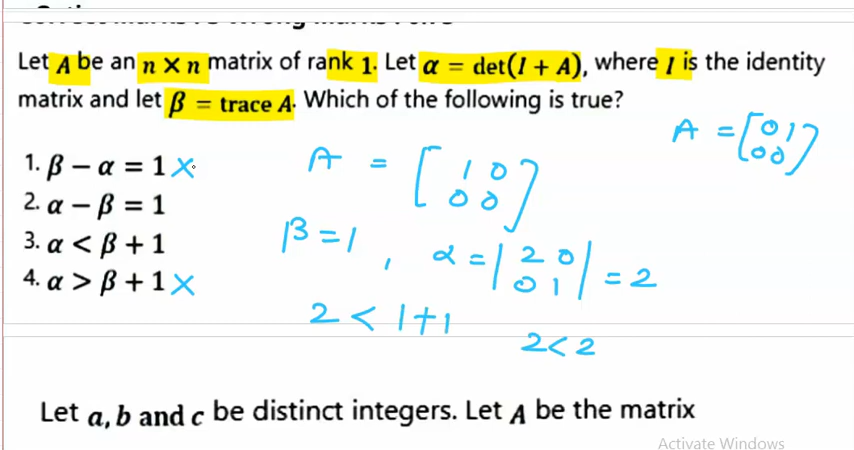 Let A be an n × n matrix of rank 1. Let α = det(I + A), where I is the identity
matrix and let β = trace A. Which of the following is true?
A = [0 1
0 0]
1. β − α = 1 ×
2. α − β = 1
3. α < β + 1
4. α > β + 1 ×
A = [1 0
0 0]
β = 1 , α = |2 0
0 1| = 2
2 < 1+1
2 < 2
Let a, b and c be distinct integers. Let A be the matrix
Activate Windows